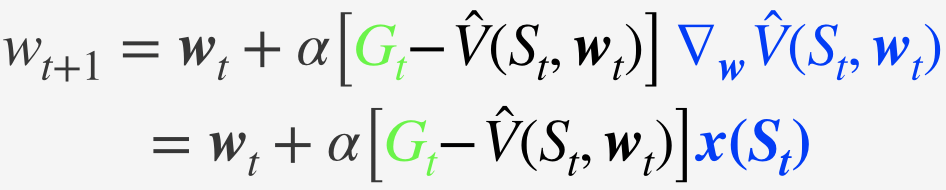 w_{t+1} = w_t + α[G_t − V̂(S_t, w_t)] ∇_w V̂(S_t, w_t)
= w_t + α[G_t − V̂(S_t, w_t)]x(S_t)